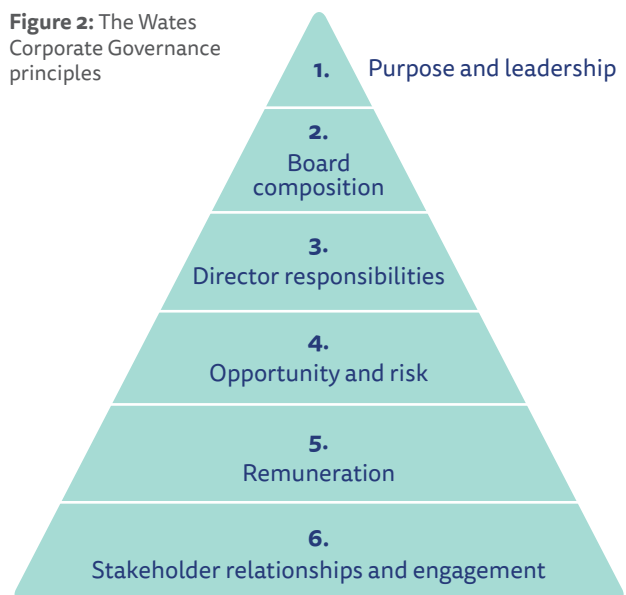 Figure 2: The Wates
Corporate Governance
principles
1.
Purpose and leadership
2.
Board
composition
3.
Director responsibilities
4.
Opportunity and risk
5.
Remuneration
6.
Stakeholder relationships and engagement